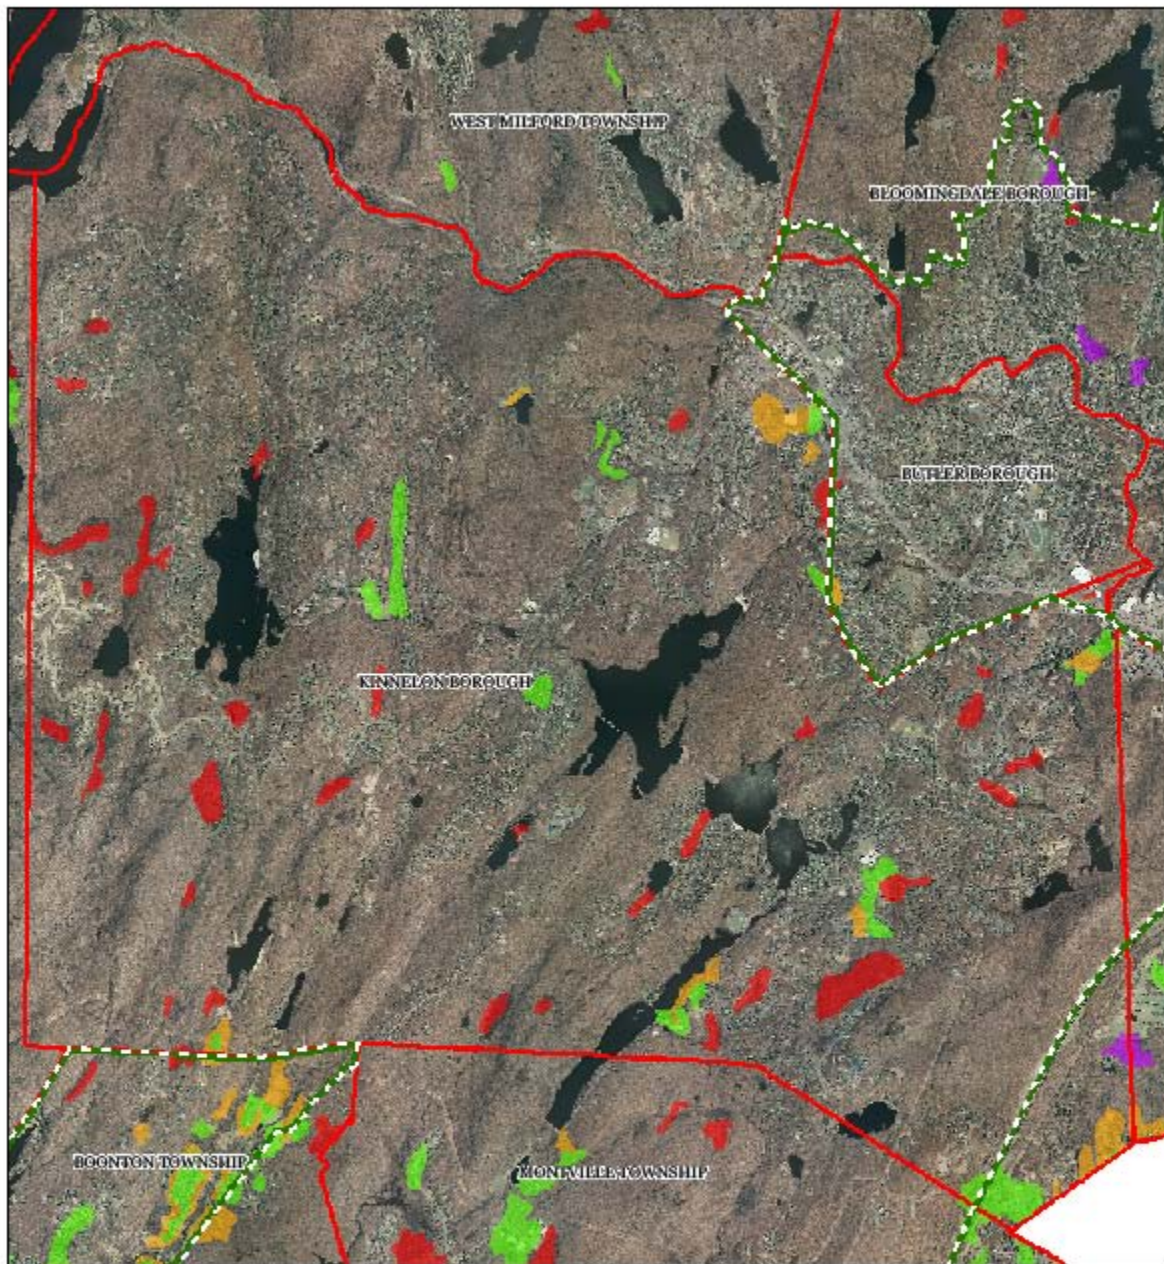 WEST MILFORD TOWNSHIP
BLOOMINGDALE BOROUGH
BUTLER BOROUGH
KINNELON BOROUGH
BOONTON TOWNSHIP
MONTVILLE TOWNSHIP